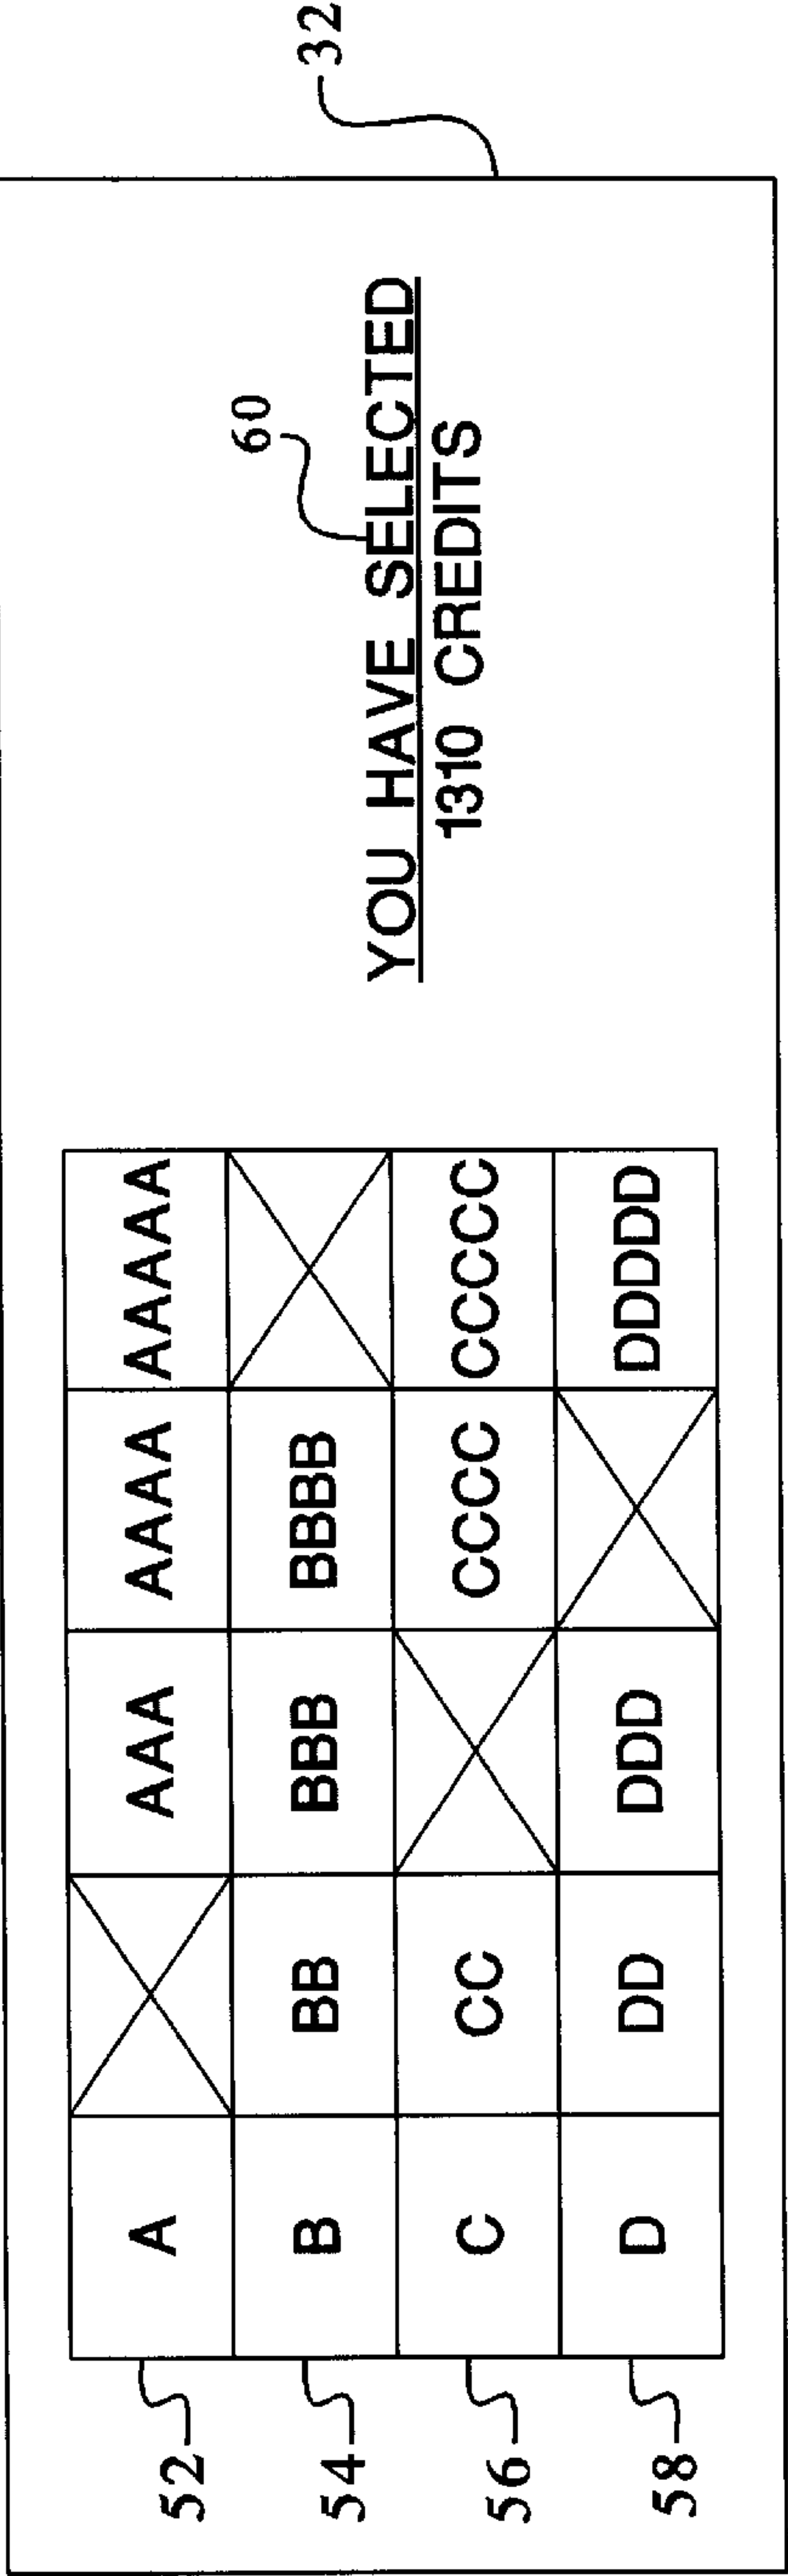 32
60
YOU HAVE SELECTED
1310 CREDITS
52 A AAA AAAA AAAAA
54 B BB BBB BBBB
56 C CC CCCC CCCCC
58 D DD DDD DDDDD